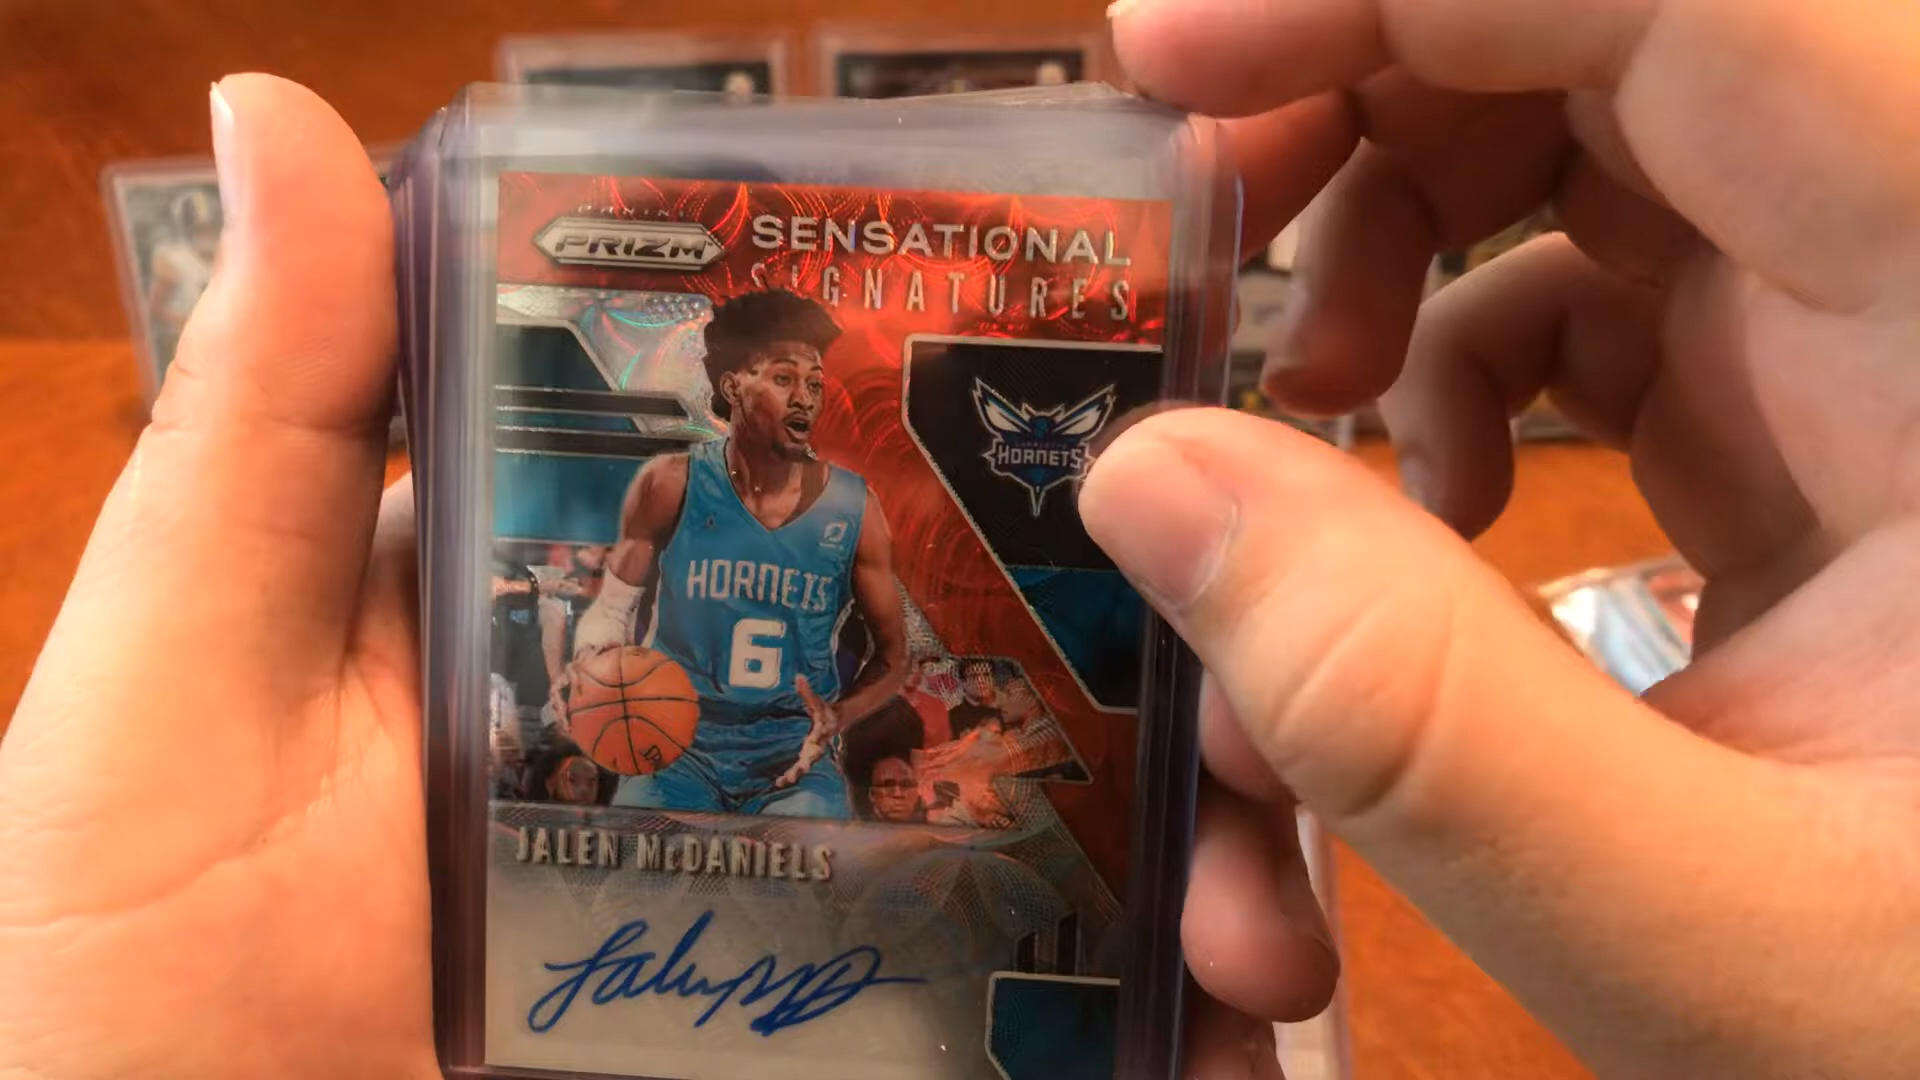 PANINI
PRIZM
SENSATIONAL
SIGNATURES
HORNETS
HORNETS
6
JALEN McDANIELS